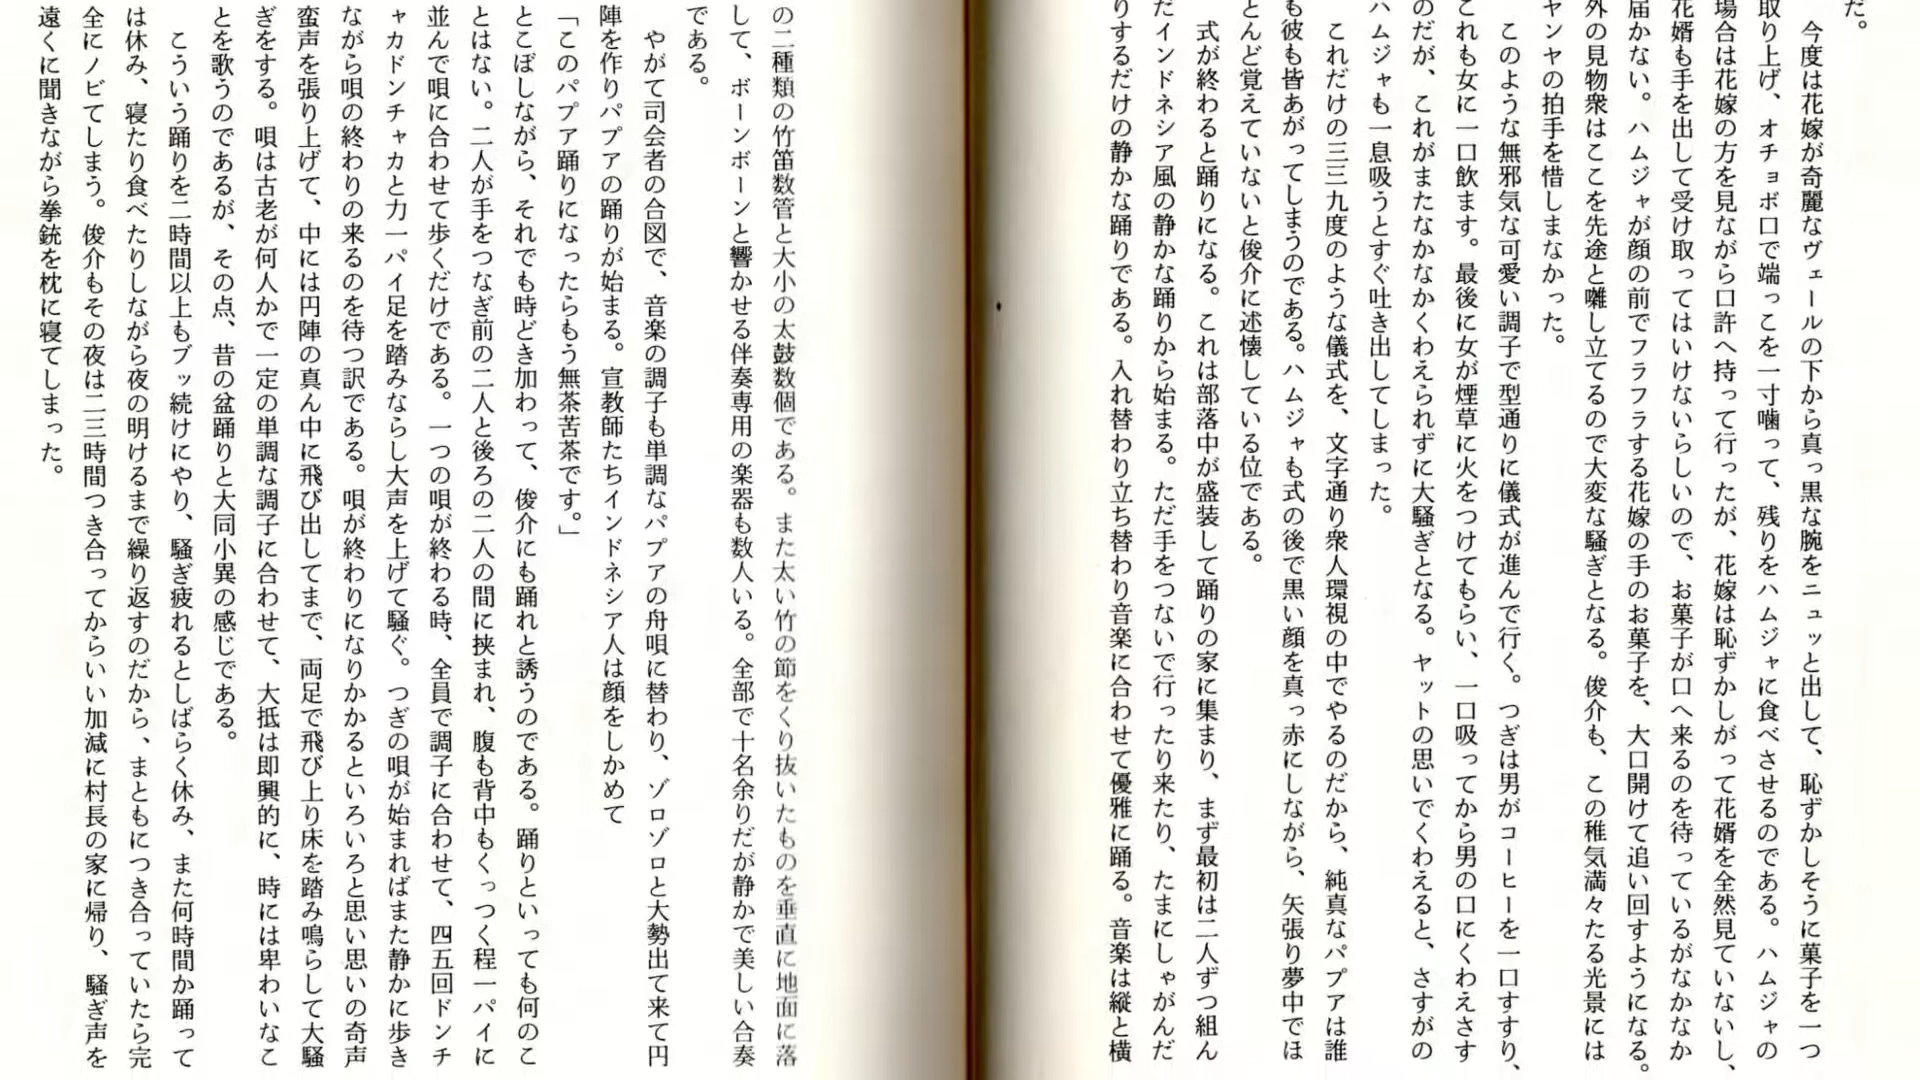 だ。
今度は花嫁が奇麗なヴェールの下から真っ黒な腕をニュッと出して、恥ずかしそうに菓子を一つ
取り上げ、オチョボ口で端っこを一寸噛って、残りをハムジャに食べさせるのである。ハムジャの
場合は花嫁の方を見ながら口許へ持って行ったが、花嫁は恥ずかしがって花婿を全然見ていないし、
花婿も手を出して受け取ってはいけないらしいので、お菓子が口へ来るのを待っているがなかなか
届かない。ハムジャが顔の前でフラフラする花嫁の手のお菓子を、大口開けて追い回すようになる。
外の見物衆はここを先途と囃し立てるので大変な騒ぎとなる。俊介も、この稚気満々たる光景には
ヤンヤの拍手を惜しまなかった。
このような無邪気な可愛い調子で型通りに儀式が進んで行く。つぎは男がコーヒーを一口すすり、
これも女に一口飲ます。最後に女が煙草に火をつけてもらい、一口吸ってから男の口にくわえさす
のだが、これがまたなかなかくわえられずに大騒ぎとなる。ヤットの思いでくわえると、さすがの
ハムジャも一息吸うとすぐ吐き出してしまった。
これだけの三三九度のような儀式を、文字通り衆人環視の中でやるのだから、純真なパプアは誰
も彼も皆あがってしまうのである。ハムジャも式の後で黒い顔を真っ赤にしながら、矢張り夢中でほ
とんど覚えていないと俊介に述懐している位である。
式が終わると踊りになる。これは部落中が盛装して踊りの家に集まり、まず最初は二人ずつ組ん
だインドネシア風の静かな踊りから始まる。ただ手をつないで行ったり来たり、たまにしゃがんだ
りするだけの静かな踊りである。入れ替わり立ち替わり音楽に合わせて優雅に踊る。音楽は縦と横
の二種類の竹笛数管と大小の太鼓数個である。また太い竹の節をくり抜いたものを垂直に地面に落
して、ボーンボーンと響かせる伴奏専用の楽器も数人いる。全部で十名余りだが静かで美しい合奏
である。
やがて司会者の合図で、音楽の調子も単調なパプアの舟唄に替わり、ゾロゾロと大勢出て来て円
陣を作りパプアの踊りが始まる。宣教師たちインドネシア人は顔をしかめて
「このパプア踊りになったらもう無茶苦茶です。」
とこぼしながら、それでも時どき加わって、俊介にも踊れと誘うのである。踊りといっても何のこ
とはない。二人が手をつなぎ前の二人と後ろの二人の間に挟まれ、腹も背中もくっつく程一パイに
並んで唄に合わせて歩くだけである。一つの唄が終わる時、全員で調子に合わせて、四五回ドンチ
ャカドンチャカと力一パイ足を踏みならし大声を上げて騒ぐ。つぎの唄が始まればまた静かに歩き
ながら唄の終わりの来るのを待つ訳である。唄が終わりになりかかるといろいろと思い思いの奇声
蛮声を張り上げて、中には円陣の真ん中に飛び出してまで、両足で飛び上り床を踏み鳴らして大騒
ぎをする。唄は古老が何人かで一定の単調な調子に合わせて、大抵は即興的に、時には卑わいなこ
とを歌うのであるが、その点、昔の盆踊りと大同小異の感じである。
こういう踊りを二時間以上もブッ続けにやり、騒ぎ疲れるとしばらく休み、また何時間か踊って
は休み、寝たり食べたりしながら夜の明けるまで繰り返すのだから、まともにつき合っていたら完
全にノビてしまう。俊介もその夜は二三時間つき合ってからいい加減に村長の家に帰り、騒ぎ声を
遠くに聞きながら拳銃を枕に寝てしまった。